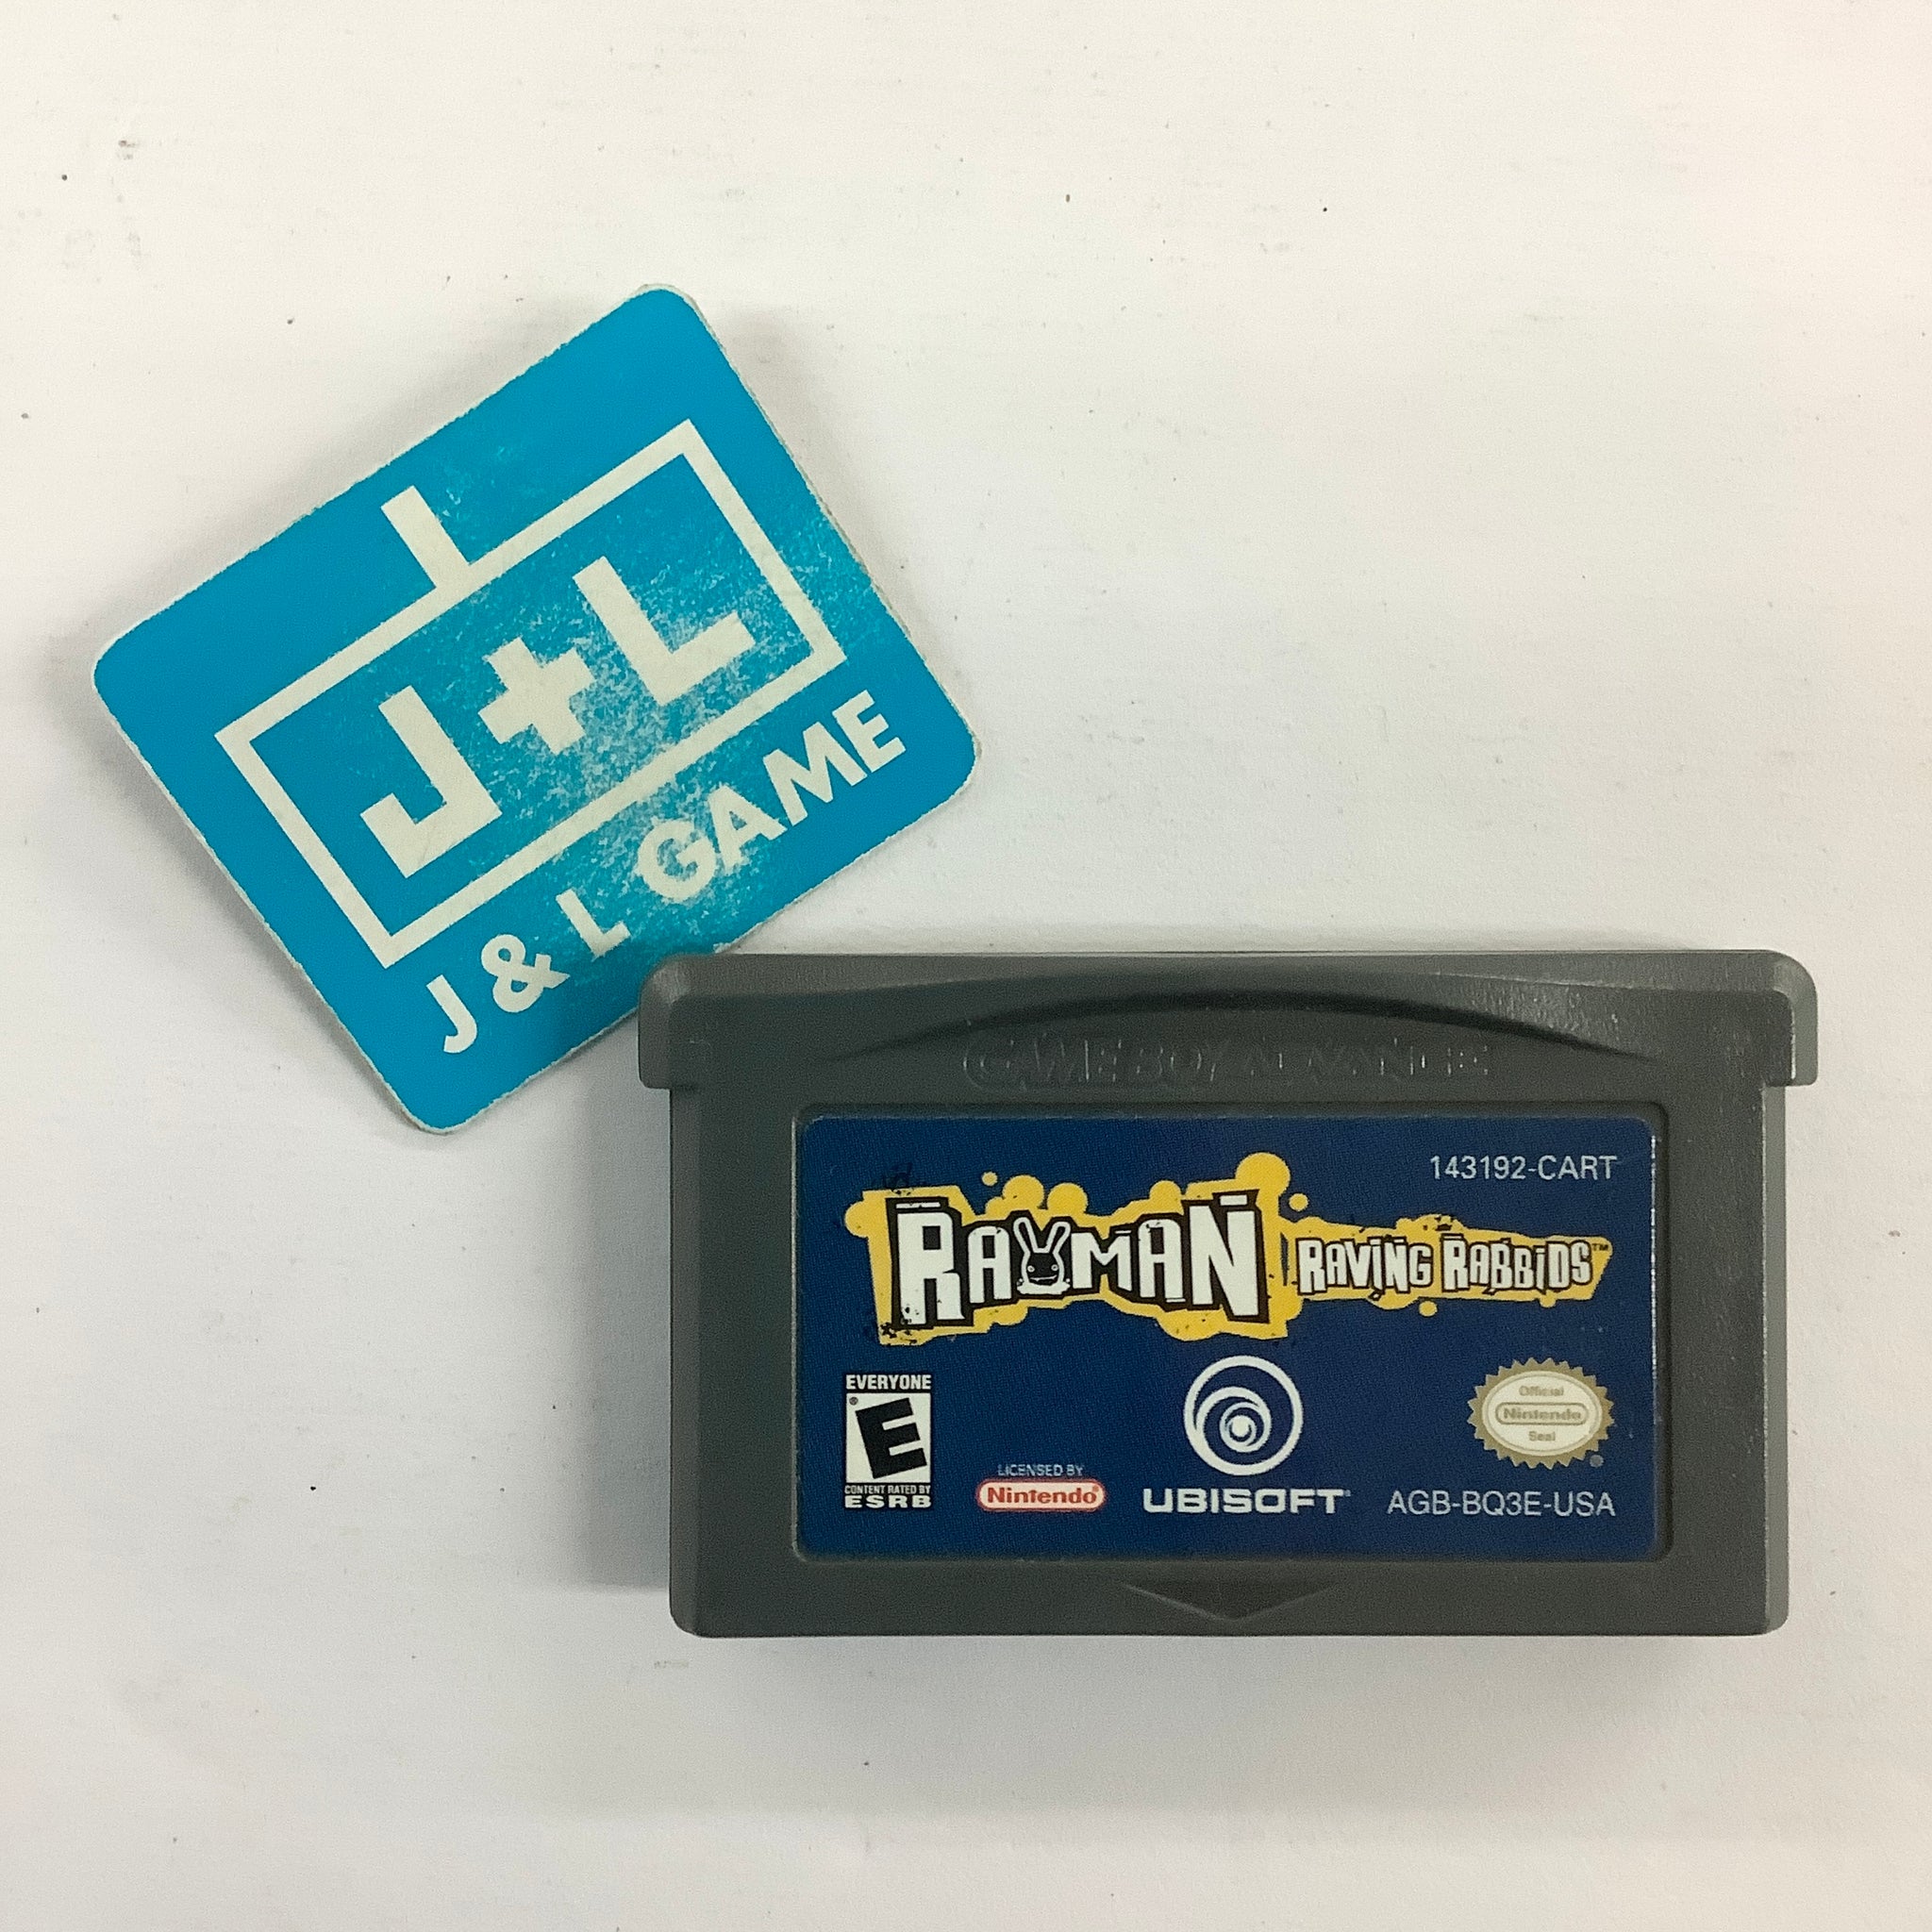 J+L
J & L GAME
GAME BOY ADVANCE
143192-CART
RAYMAN RAVING RABBIDS™
EVERYONE
E
®
CONTENT RATED BY
ESRB
LICENSED BY
Nintendo®
UBISOFT®
Official
Nintendo
Seal
®
AGB-BQ3E-USA